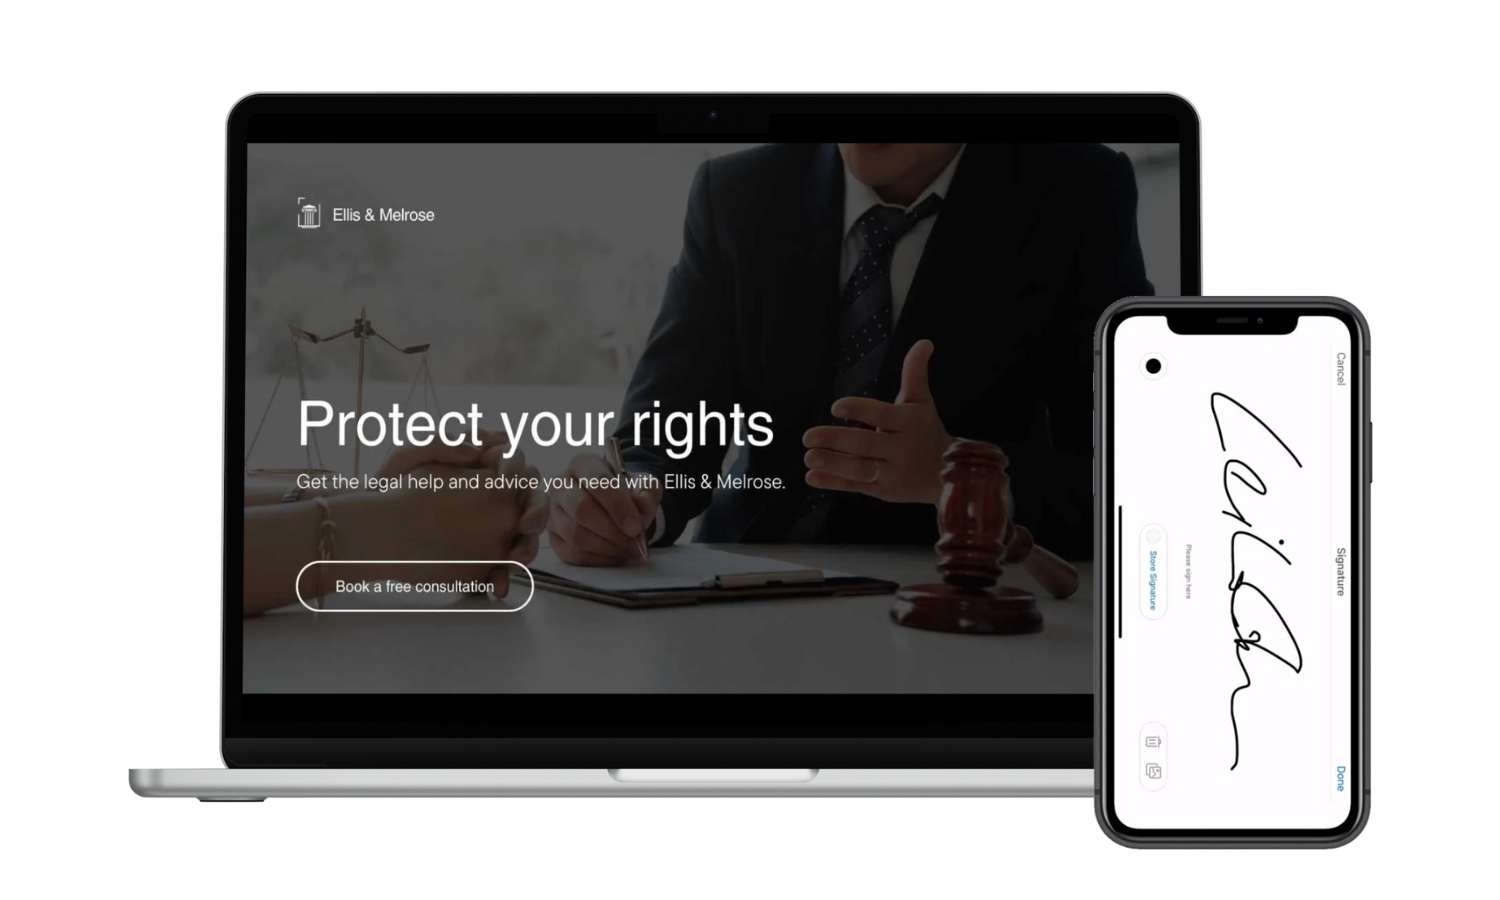 Ellis & Melrose
Protect your rights
Get the legal help and advice you need with Ellis & Melrose.
Book a free consultation
Cancel
Signature
Done
Please sign here
Store Signature